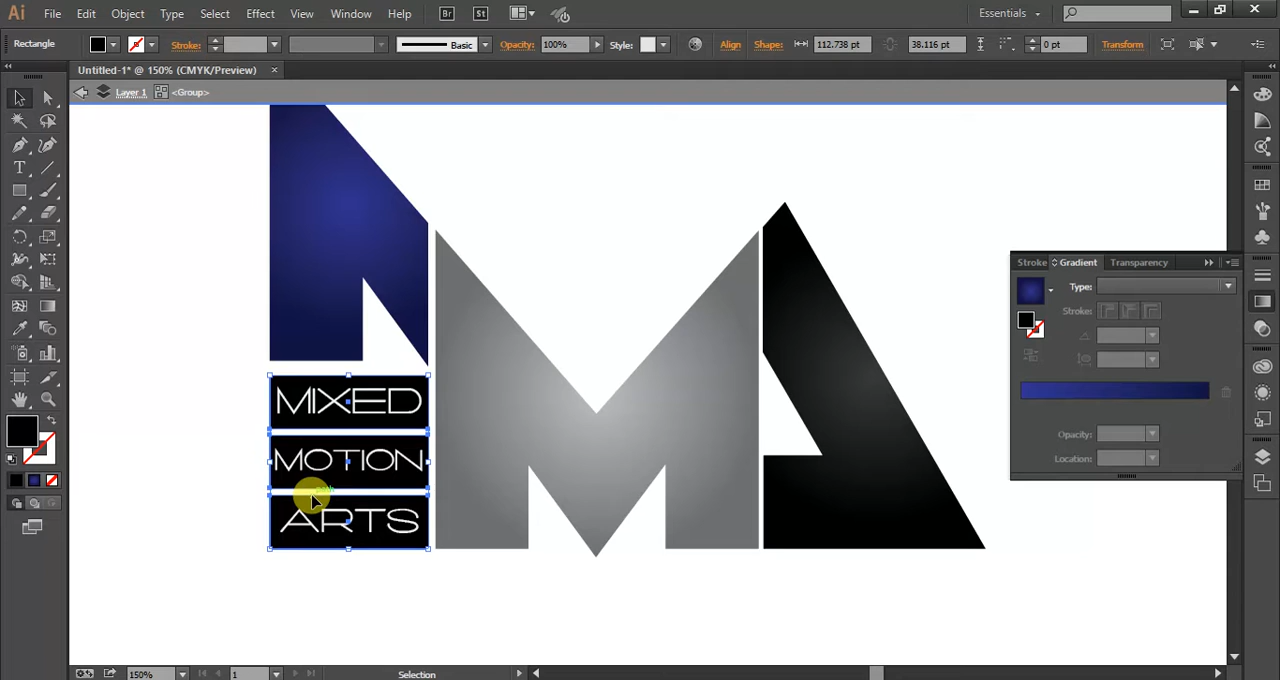 Ai File Edit Object Type Select Effect View Window Help Br St Essentials
Rectangle Stroke: Basic Opacity: 100% Style: Align Shape: 112.738 pt 38.116 pt 0 pt Transform
Untitled-1* @ 150% (CMYK/Preview)
Layer 1 <Group>
MIXED
MOTION
ARTS
Stroke Gradient Transparency
Type:
Stroke:
Opacity:
Location:
150% 1 Selection